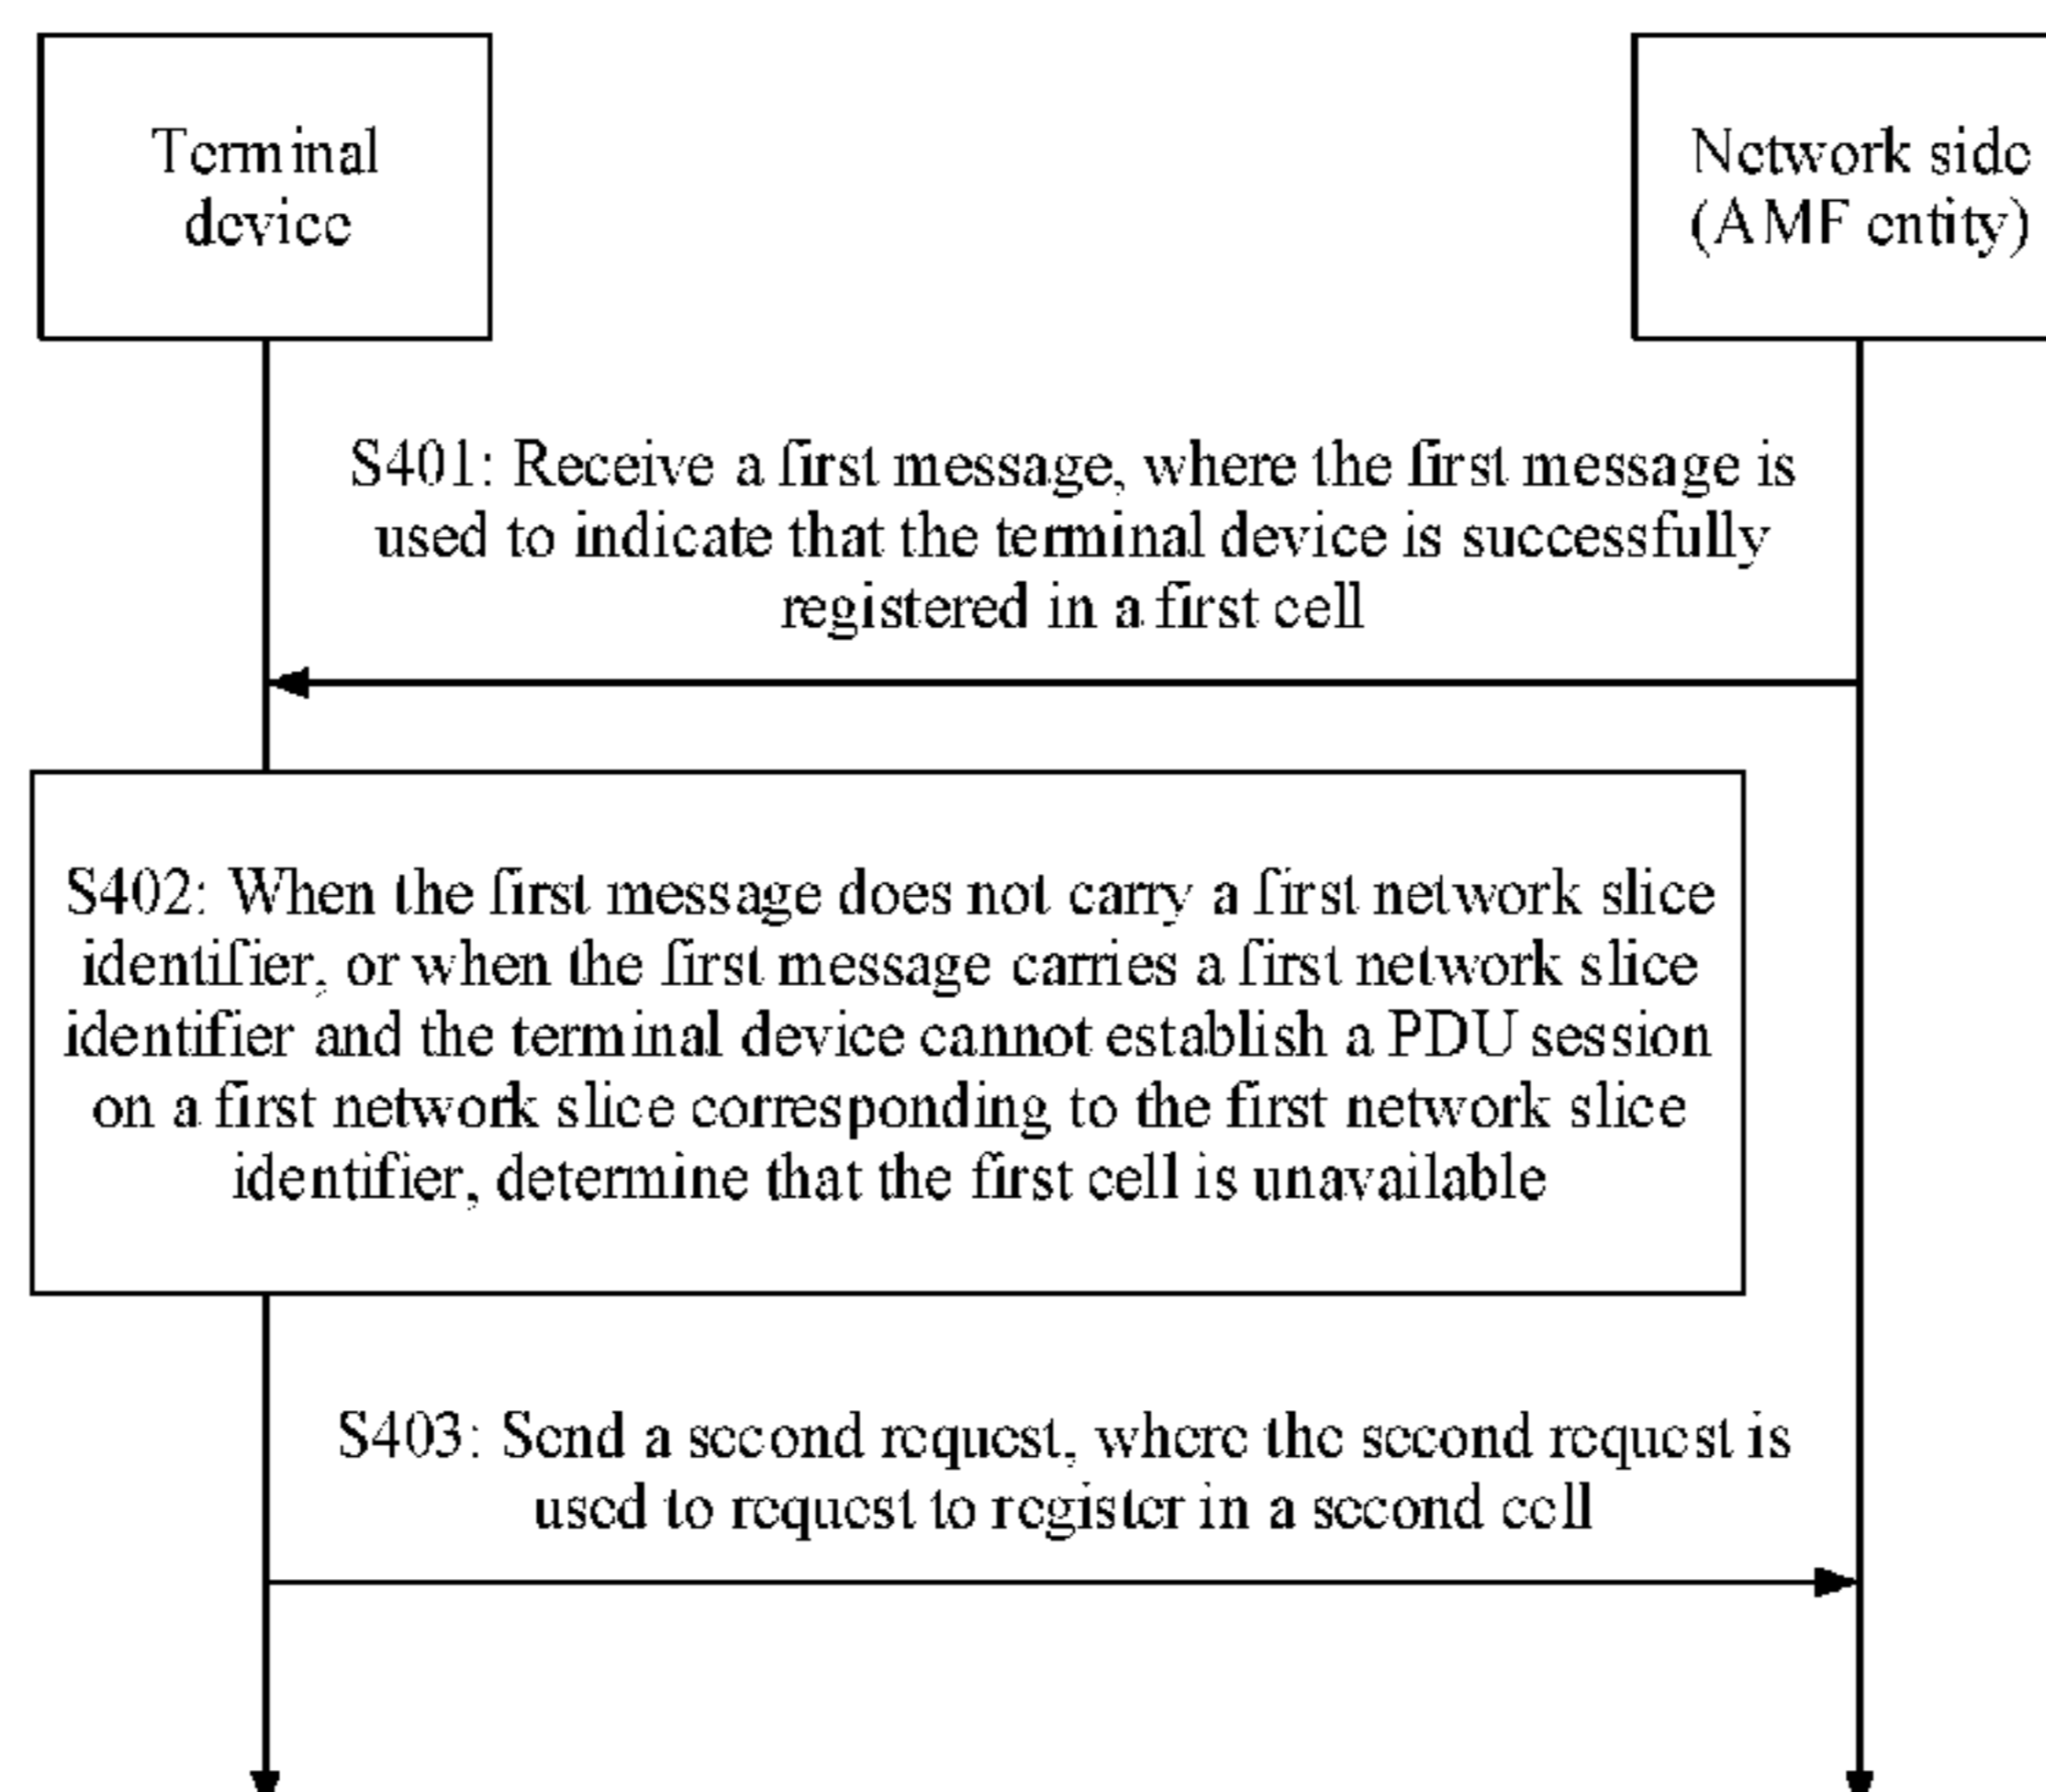 Terminal
device
Network side
(AMF entity)
S401: Receive a first message, where the first message is
used to indicate that the terminal device is successfully
registered in a first cell
S402: When the first message does not carry a first network slice
identifier, or when the first message carries a first network slice
identifier and the terminal device cannot establish a PDU session
on a first network slice corresponding to the first network slice
identifier, determine that the first cell is unavailable
S403: Send a second request, where the second request is
used to request to register in a second cell